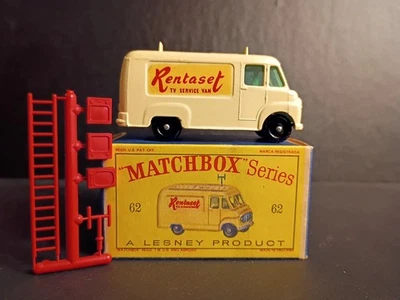 Rentaset
TV SERVICE VAN
"MATCHBOX" Series
62
Rentaset
62
A LESNEY PRODUCT